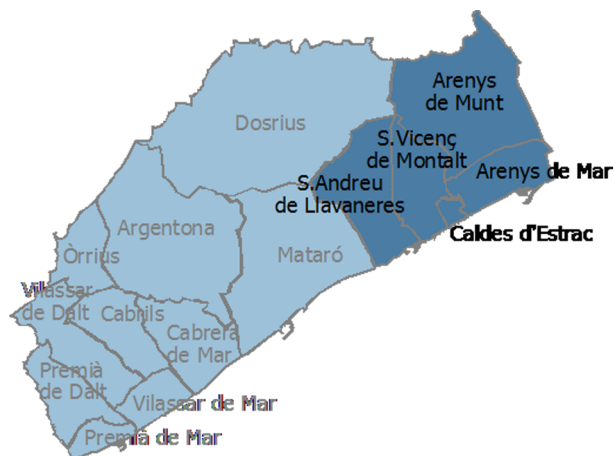 Arenys
de Munt
Dosrius
S.Vicenç
de Montalt
Arenys de Mar
S.Andreu
de Llavaneres
Argentona
Caldes d'Estrac
Òrrius
Mataró
Vilassar
de Dalt
Cabrils
Cabrera
de Mar
Premià
de Dalt
Vilassar de Mar
Premià de Mar